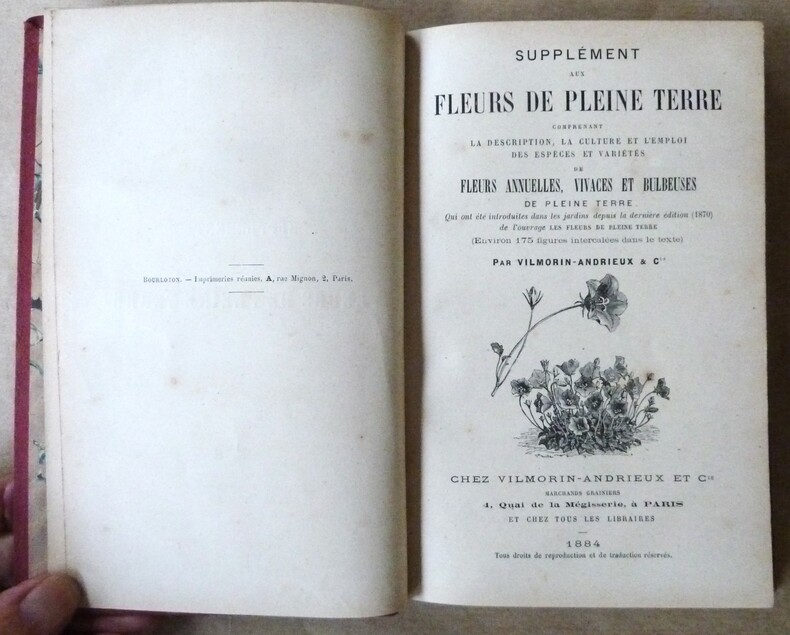 BOURLOTON. — Imprimeries réunies, A, rue Mignon, 2, Paris.
SUPPLÉMENT
AUX
FLEURS DE PLEINE TERRE
COMPRENANT
LA DESCRIPTION, LA CULTURE ET L'EMPLOI
DES ESPÈCES ET VARIÉTÉS
DE
FLEURS ANNUELLES, VIVACES ET BULBEUSES
DE PLEINE TERRE
Qui ont été introduites dans les jardins depuis la dernière édition (1870)
de l'ouvrage LES FLEURS DE PLEINE TERRE
(Environ 175 figures intercalées dans le texte)
PAR VILMORIN-ANDRIEUX & Cie
CHEZ VILMORIN-ANDRIEUX ET Cie
MARCHANDS GRAINIERS
4, Quai de la Mégisserie, à PARIS
ET CHEZ TOUS LES LIBRAIRES
1884
Tous droits de reproduction et de traduction réservés.